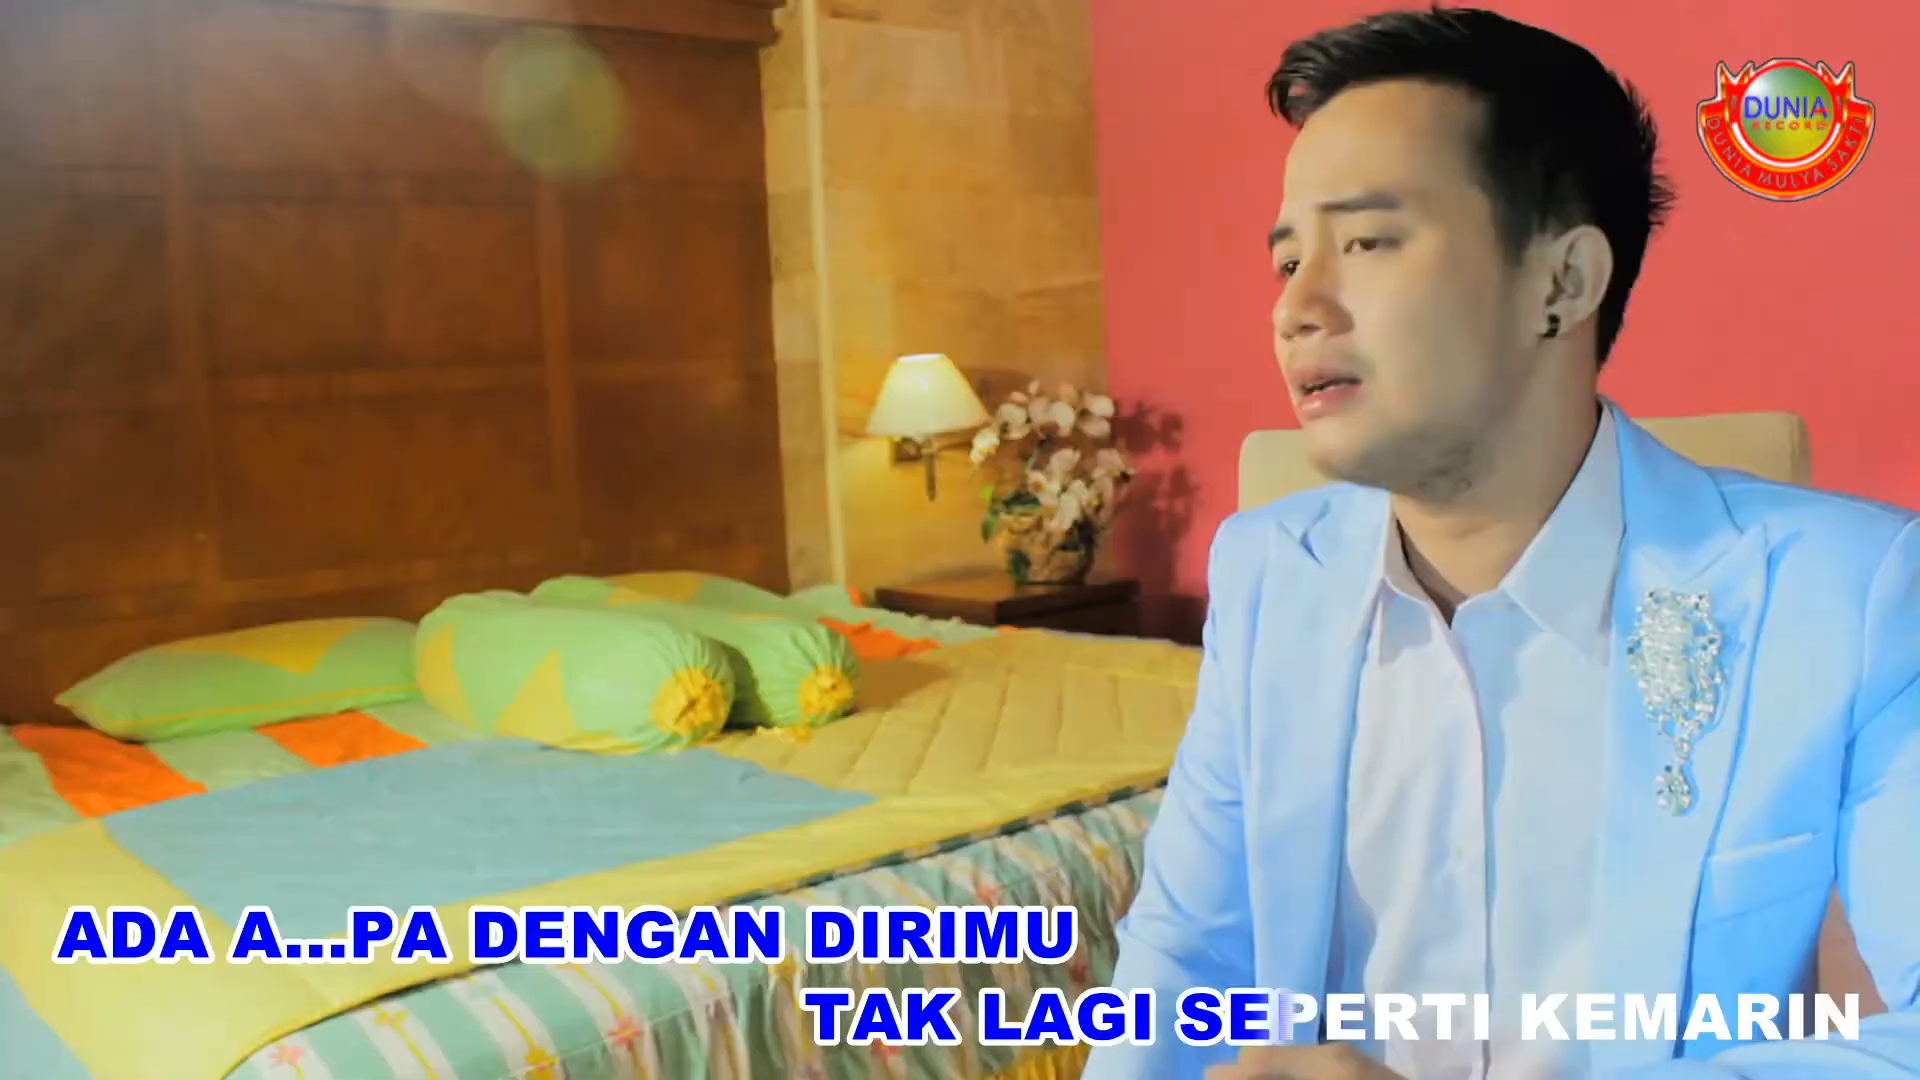 DUNIA
RECORD
DUNIA MULYA SAKTI
ADA A...PA DENGAN DIRIMU
TAK LAGI SEPERTI KEMARIN